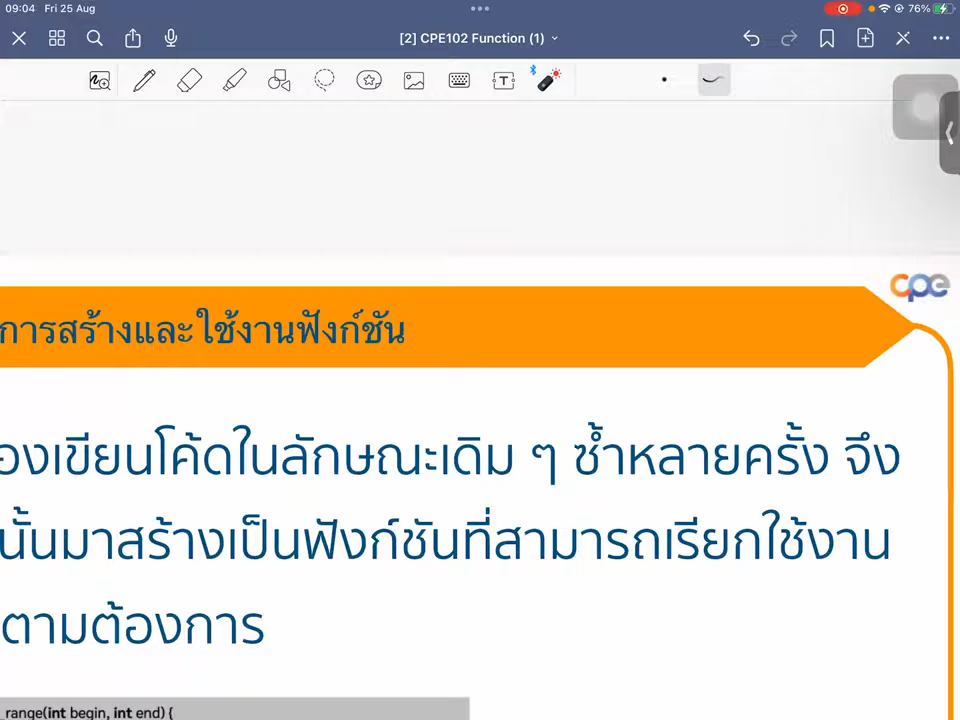 09:04 Fri 25 Aug
76%
[2] CPE102 Function (1)
T
cpe
การสร้างและใช้งานฟังก์ชัน
องเขียนโค้ดในลักษณะเดิม ๆ ซ้ำหลายครั้ง จึง
นั้นมาสร้างเป็นฟังก์ชันที่สามารถเรียกใช้งาน
ตามต้องการ
_range(int begin, int end) {